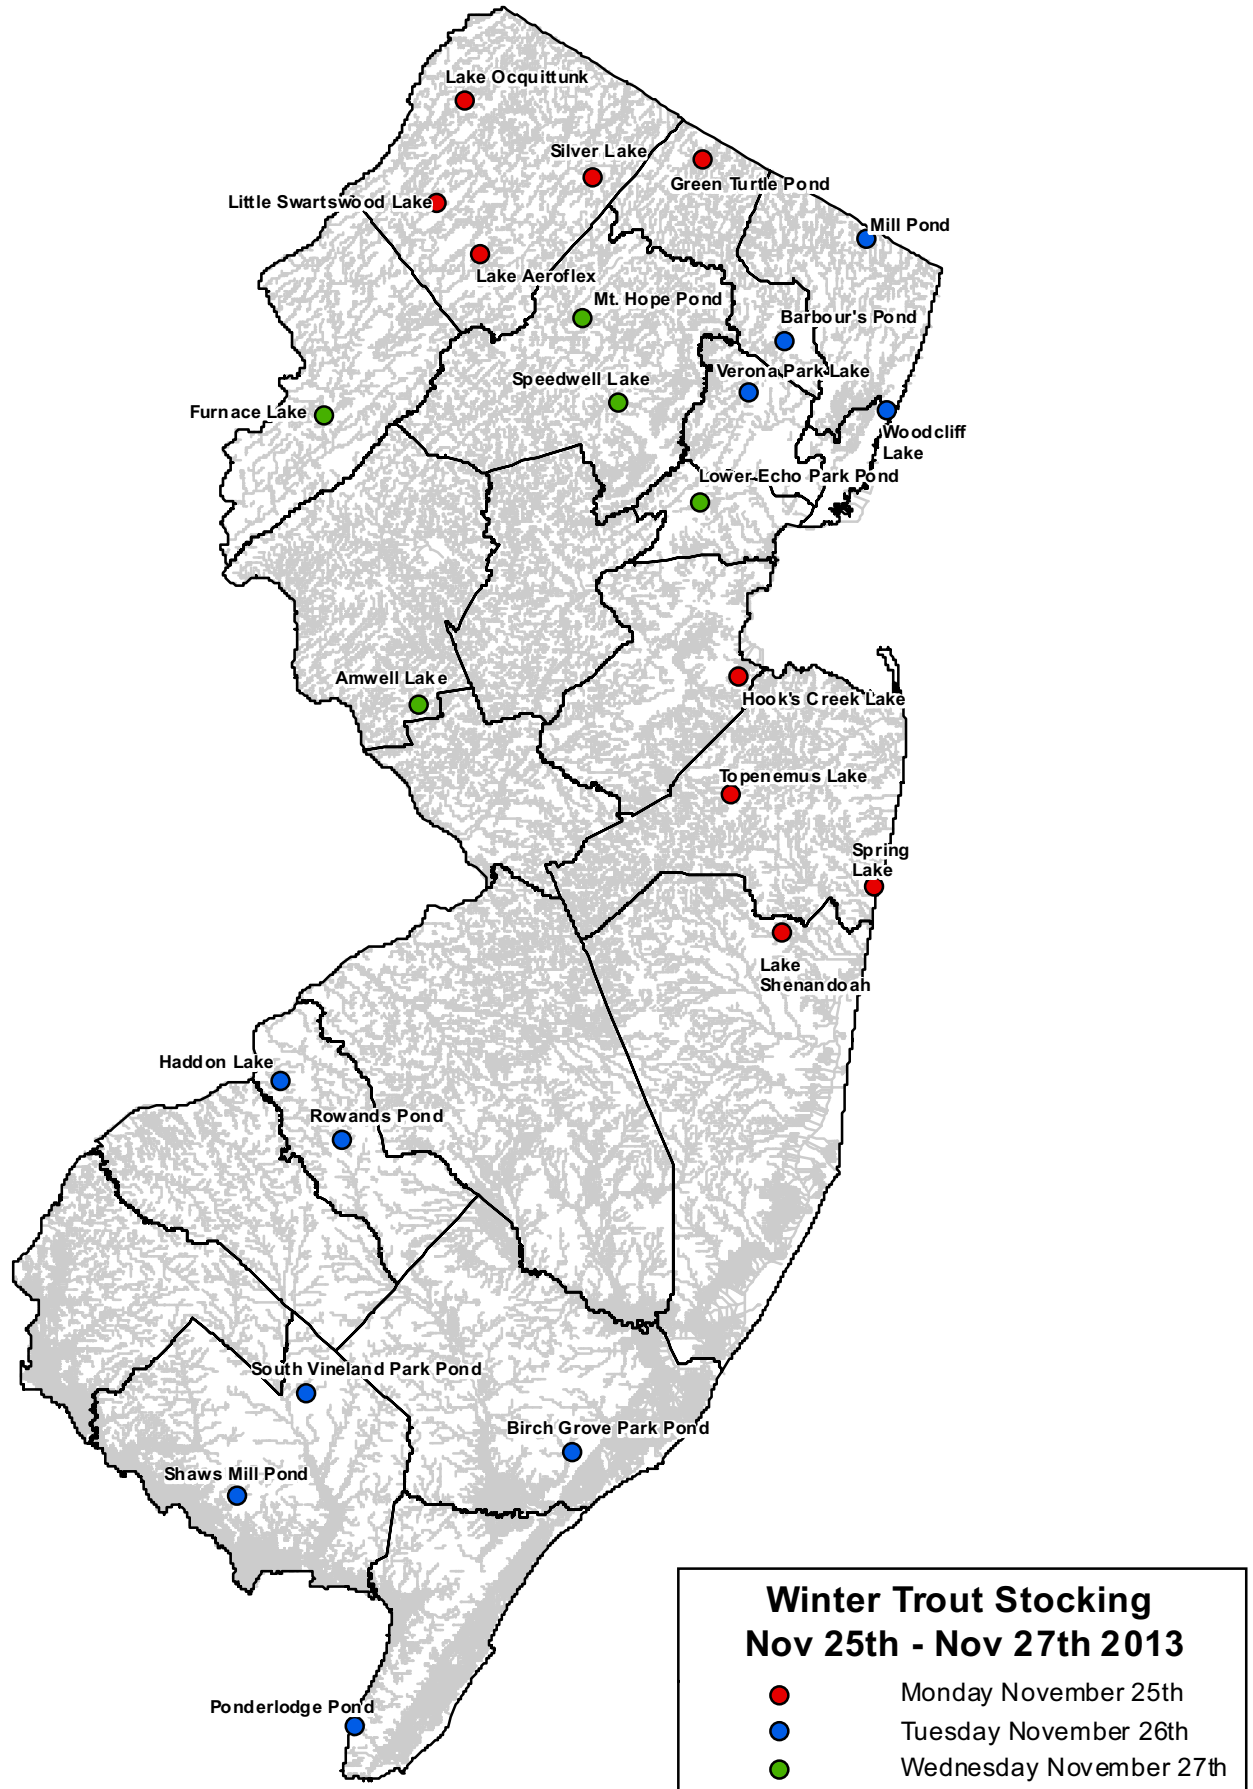 Lake Ocquittunk
Silver Lake
Green Turtle Pond
Little Swartswood Lake
Mill Pond
Lake Aeroflex
Mt. Hope Pond
Barbour's Pond
Verona Park Lake
Speedwell Lake
Furnace Lake
Woodcliff
Lake
Lower Echo Park Pond
Amwell Lake
Hook's Creek Lake
Topenemus Lake
Spring
Lake
Lake
Shenandoah
Haddon Lake
Rowands Pond
South Vineland Park Pond
Birch Grove Park Pond
Shaws Mill Pond
Ponderlodge Pond
Winter Trout Stocking
Nov 25th - Nov 27th 2013
Monday November 25th
Tuesday November 26th
Wednesday November 27th